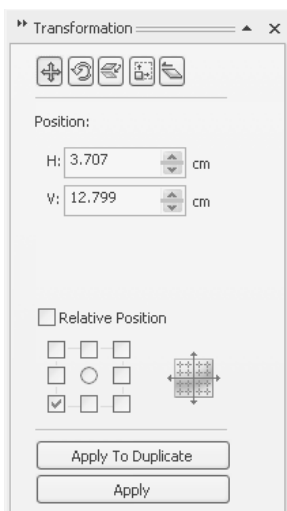 Transformation
Position:
H: 3.707 cm
V: 12.799 cm
Relative Position
Apply To Duplicate
Apply